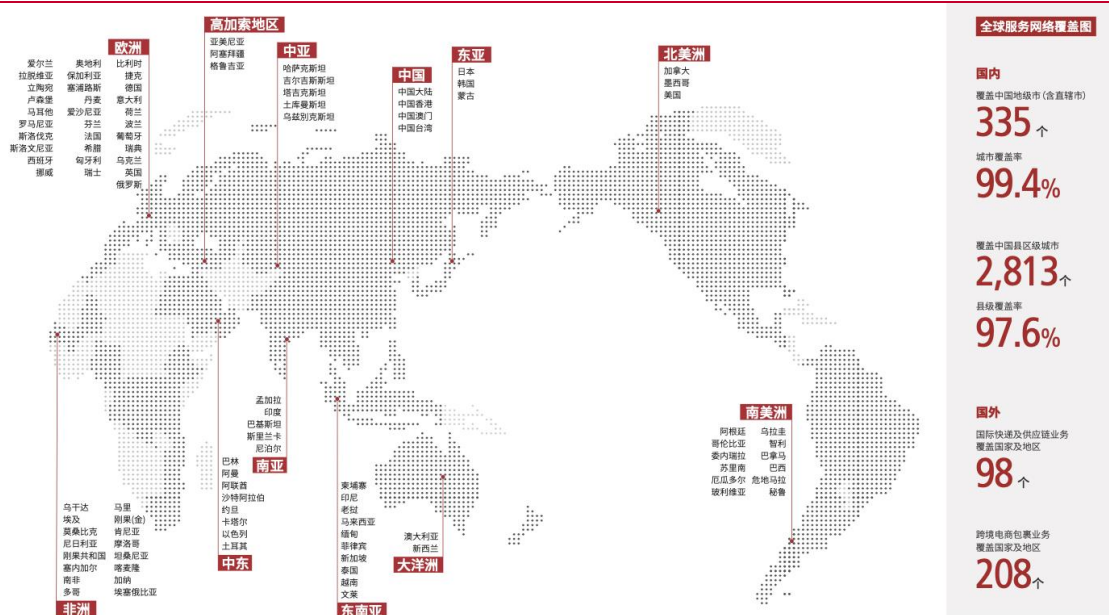 高加索地区
亚美尼亚
阿塞拜疆
格鲁吉亚
欧洲
爱尔兰 奥地利 比利时
拉脱维亚 保加利亚 捷克
立陶宛 塞浦路斯 德国
卢森堡 丹麦 意大利
马耳他 爱沙尼亚 荷兰
罗马尼亚 芬兰 波兰
斯洛伐克 法国 葡萄牙
斯洛文尼亚 希腊 瑞典
西班牙 匈牙利 乌克兰
挪威 瑞士 英国
俄罗斯
中亚
哈萨克斯坦
吉尔吉斯斯坦
塔吉克斯坦
土库曼斯坦
乌兹别克斯坦
中国
中国大陆
中国香港
中国澳门
中国台湾
东亚
日本
韩国
蒙古
北美洲
加拿大
墨西哥
美国
孟加拉
印度
巴基斯坦
斯里兰卡
尼泊尔
南亚
巴林
阿曼
阿联酋
沙特阿拉伯
约旦
卡塔尔
以色列
土耳其
中东
乌干达 马里
埃及 刚果(金)
莫桑比克 肯尼亚
尼日利亚 摩洛哥
刚果共和国 坦桑尼亚
塞内加尔 喀麦隆
南非 加纳
多哥 埃塞俄比亚
非洲
柬埔寨
印尼
老挝
马来西亚
缅甸
菲律宾
新加坡
泰国
越南
文莱
东南亚
澳大利亚
新西兰
大洋洲
南美洲
阿根廷 乌拉圭
哥伦比亚 智利
委内瑞拉 巴拿马
苏里南 巴西
厄瓜多尔 危地马拉
玻利维亚 秘鲁
全球服务网络覆盖图
国内
覆盖中国地级市(含直辖市)
335个
城市覆盖率
99.4%
覆盖中国县区级城市
2,813个
县级覆盖率
97.6%
国外
国际快递及供应链业务
覆盖国家及地区
98个
跨境电商包裹业务
覆盖国家及地区
208个